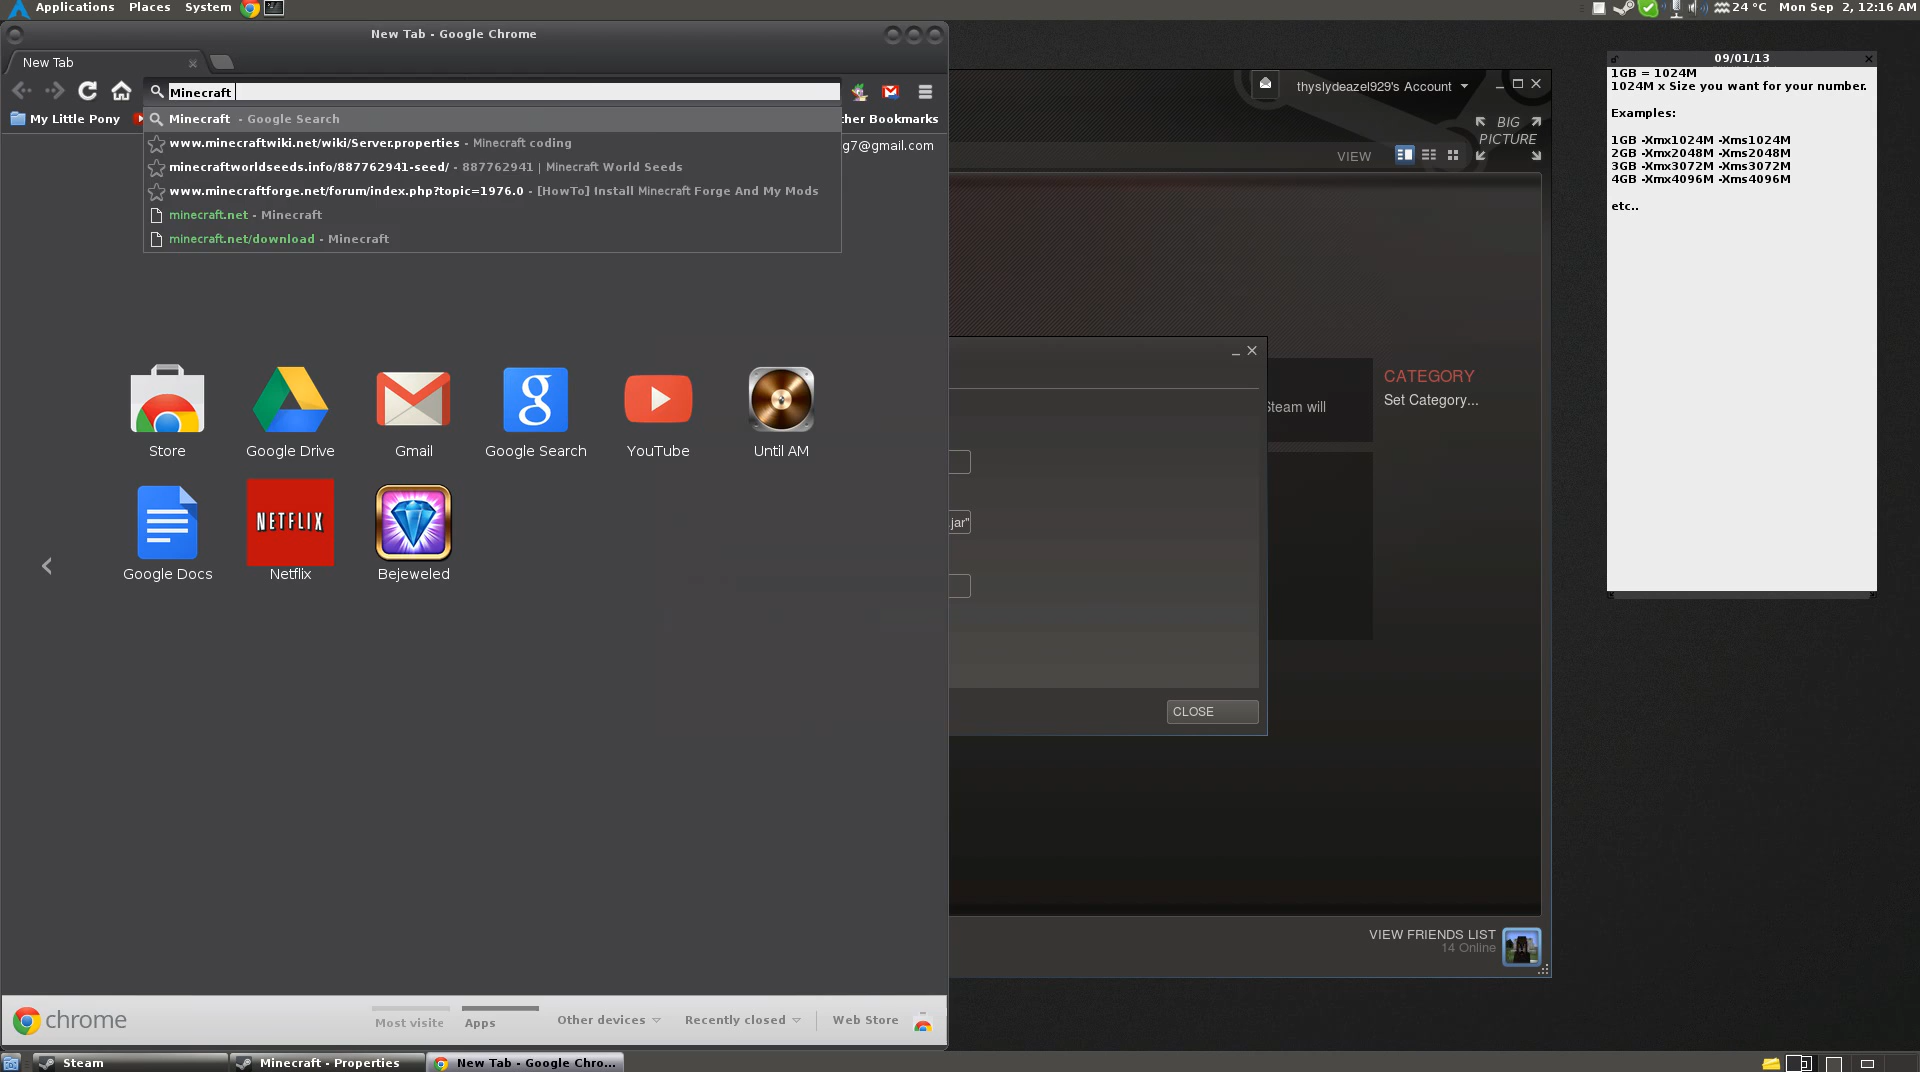 Applications Places System
24 °C Mon Sep 2, 12:16 AM
New Tab - Google Chrome
New Tab
Minecraft
My Little Pony
Minecraft - Google Search
her Bookmarks
www.minecraftwiki.net/wiki/Server.properties - Minecraft coding
g7@gmail.com
minecraftworldseeds.info/887762941-seed/ - 887762941 | Minecraft World Seeds
www.minecraftforge.net/forum/index.php?topic=1976.0 - [HowTo] Install Minecraft Forge And My Mods
minecraft.net - Minecraft
minecraft.net/download - Minecraft
Store
Google Drive
Gmail
Google Search
YouTube
Until AM
Google Docs
NETFLIX
Netflix
Bejeweled
chrome
Most visite
Apps
Other devices
Recently closed
Web Store
thyslydeazel929's Account
BIG
PICTURE
VIEW
Steam will
CATEGORY
Set Category...
.jar"
CLOSE
VIEW FRIENDS LIST
14 Online
09/01/13
1GB = 1024M
1024M x Size you want for your number.
Examples:
1GB -Xmx1024M -Xms1024M
2GB -Xmx2048M -Xms2048M
3GB -Xmx3072M -Xms3072M
4GB -Xmx4096M -Xms4096M
etc..
Steam
Minecraft - Properties
New Tab - Google Chro...